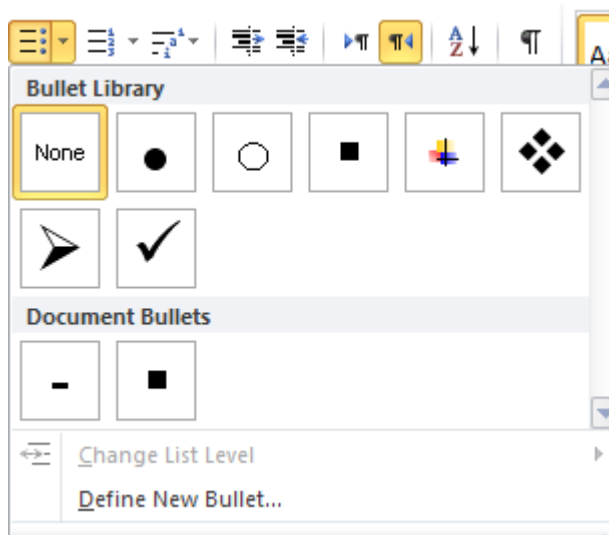 Bullet Library
None
Document Bullets
Change List Level
Define New Bullet...